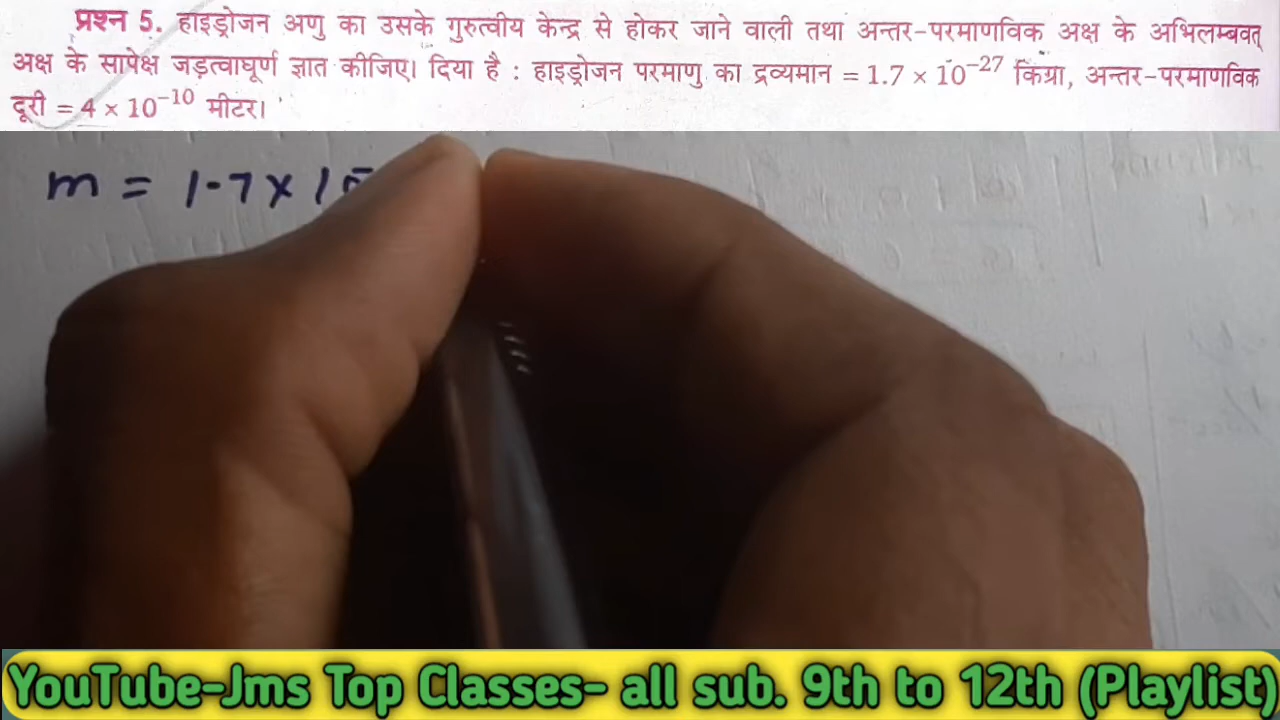 प्रश्न 5. हाइड्रोजन अणु का उसके गुरुत्वीय केन्द्र से होकर जाने वाली तथा अन्तर-परमाणविक अक्ष के अभिलम्बवत्
अक्ष के सापेक्ष जड़त्वाघूर्ण ज्ञात कीजिए। दिया है : हाइड्रोजन परमाणु का द्रव्यमान = 1.7 × 10⁻²⁷ किग्रा, अन्तर-परमाणविक
दूरी = 4 × 10⁻¹⁰ मीटर।
m = 1.7 × 10
YouTube-Jms Top Classes- all sub. 9th to 12th (Playlist)